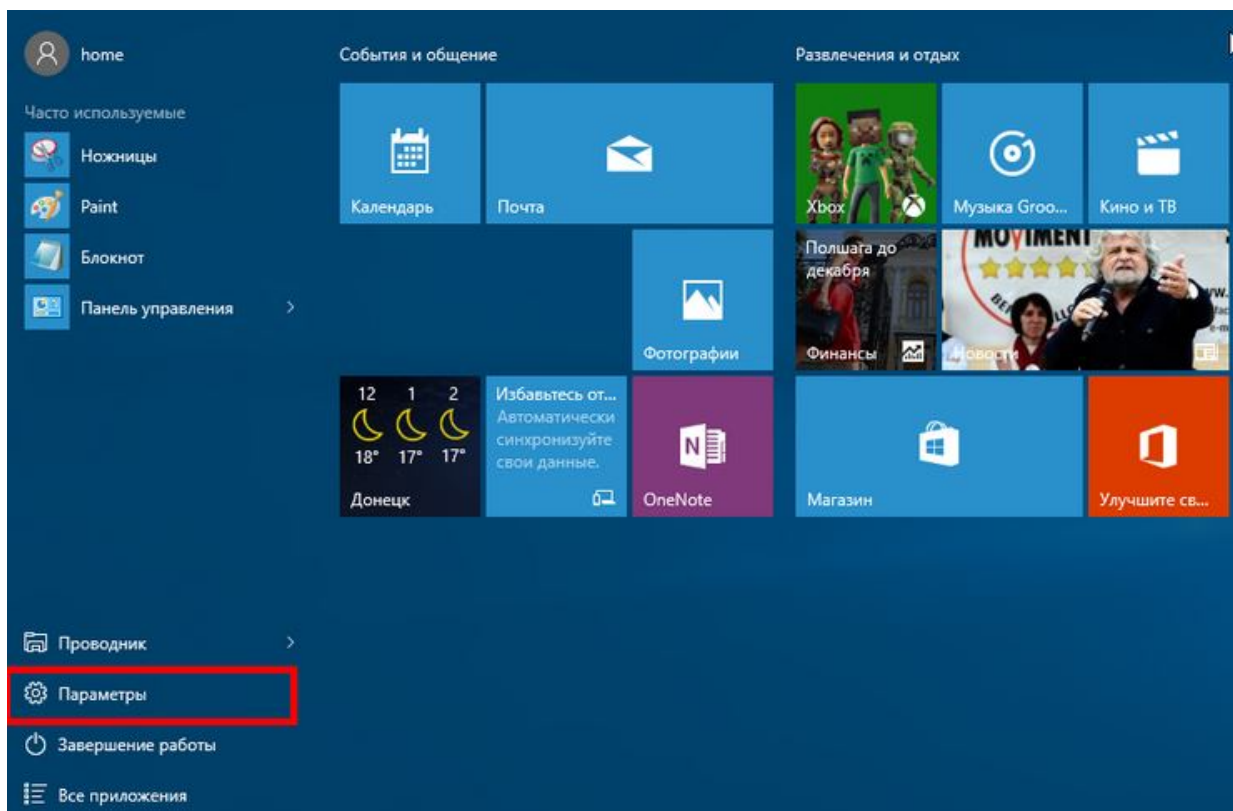 home
Часто используемые
Ножницы
Paint
Блокнот
Панель управления
Проводник
Параметры
Завершение работы
Все приложения
События и общение
Календарь
Почта
Фотографии
12 1 2
18° 17° 17°
Донецк
Избавьтесь от...
Автоматически
синхронизуйте
свои данные.
OneNote
Развлечения и отдых
Xbox
Музыка Groo...
Кино и ТВ
Полшага до
декабря
Финансы
MOVIMENT
Новости
Магазин
Улучшите св...